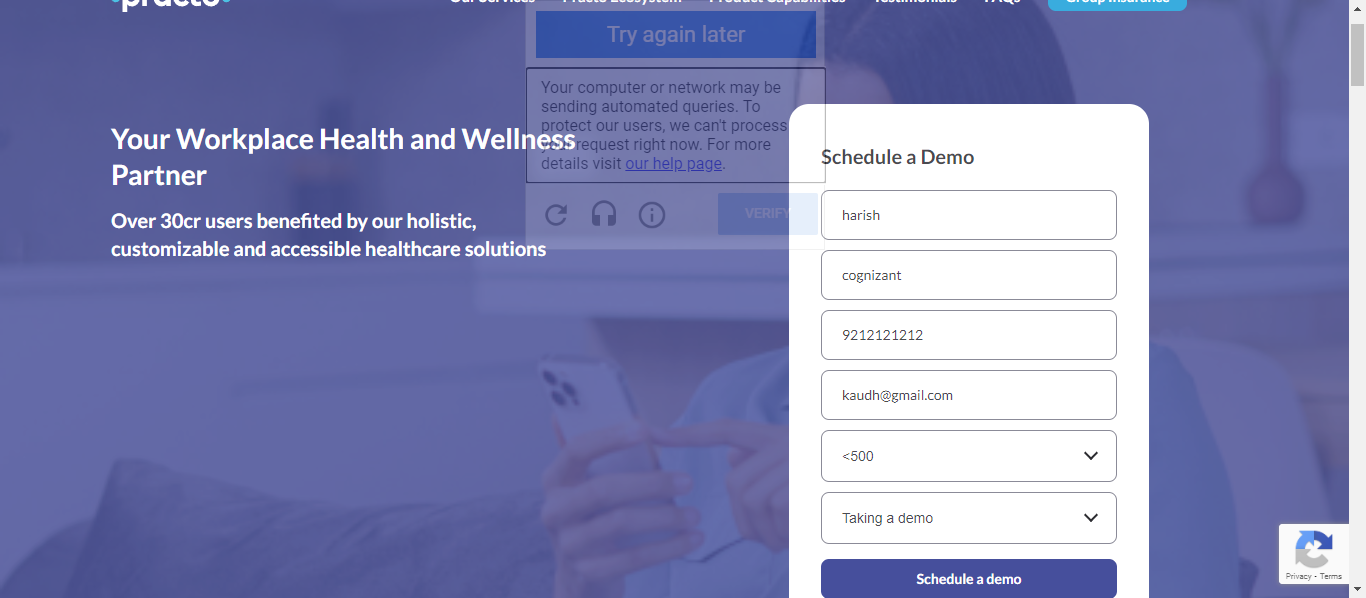 practo
Our Services Practo Ecosystem Product Capabilities Testimonials FAQs Group Insurance
Try again later
Your computer or network may be
sending automated queries. To
protect our users, we can't process
your request right now. For more
details visit our help page.
VERIFY
Your Workplace Health and Wellness
Partner
Over 30cr users benefited by our holistic,
customizable and accessible healthcare solutions
Schedule a Demo
harish
cognizant
9212121212
kaudh@gmail.com
<500
Taking a demo
Schedule a demo
Privacy - Terms